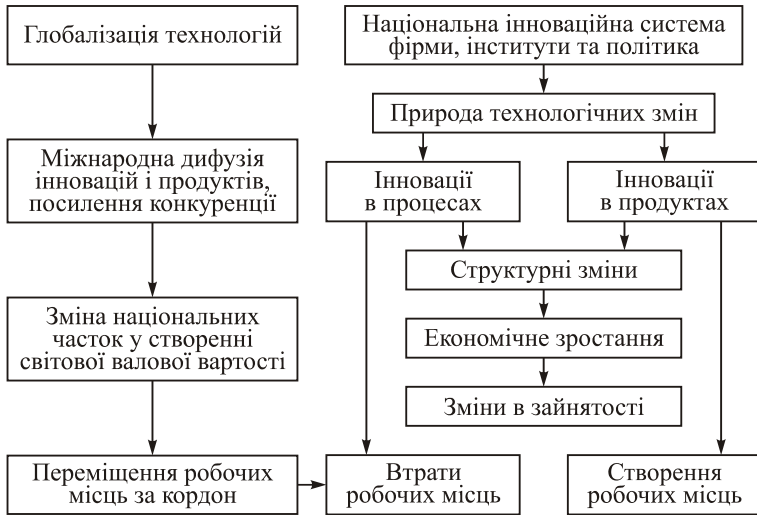 Глобалізація технологій
Національна інноваційна система
фірми, інститути та політика
Природа технологічних змін
Міжнародна дифузія
інновацій і продуктів,
посилення конкуренції
Інновації
в процесах
Інновації
в продуктах
Структурні зміни
Зміна національних
часток у створенні
світової валової вартості
Економічне зростання
Зміни в зайнятості
Переміщення робочих
місць за кордон
Втрати
робочих місць
Створення
робочих місць